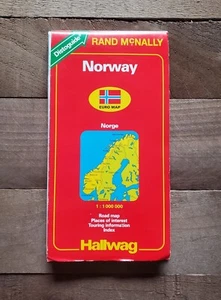 Distoguide
RAND McNALLY
Norway
EURO MAP
Norge
1 : 1 000 000
Road map
Places of interest
Touring information
Index
Hallwag